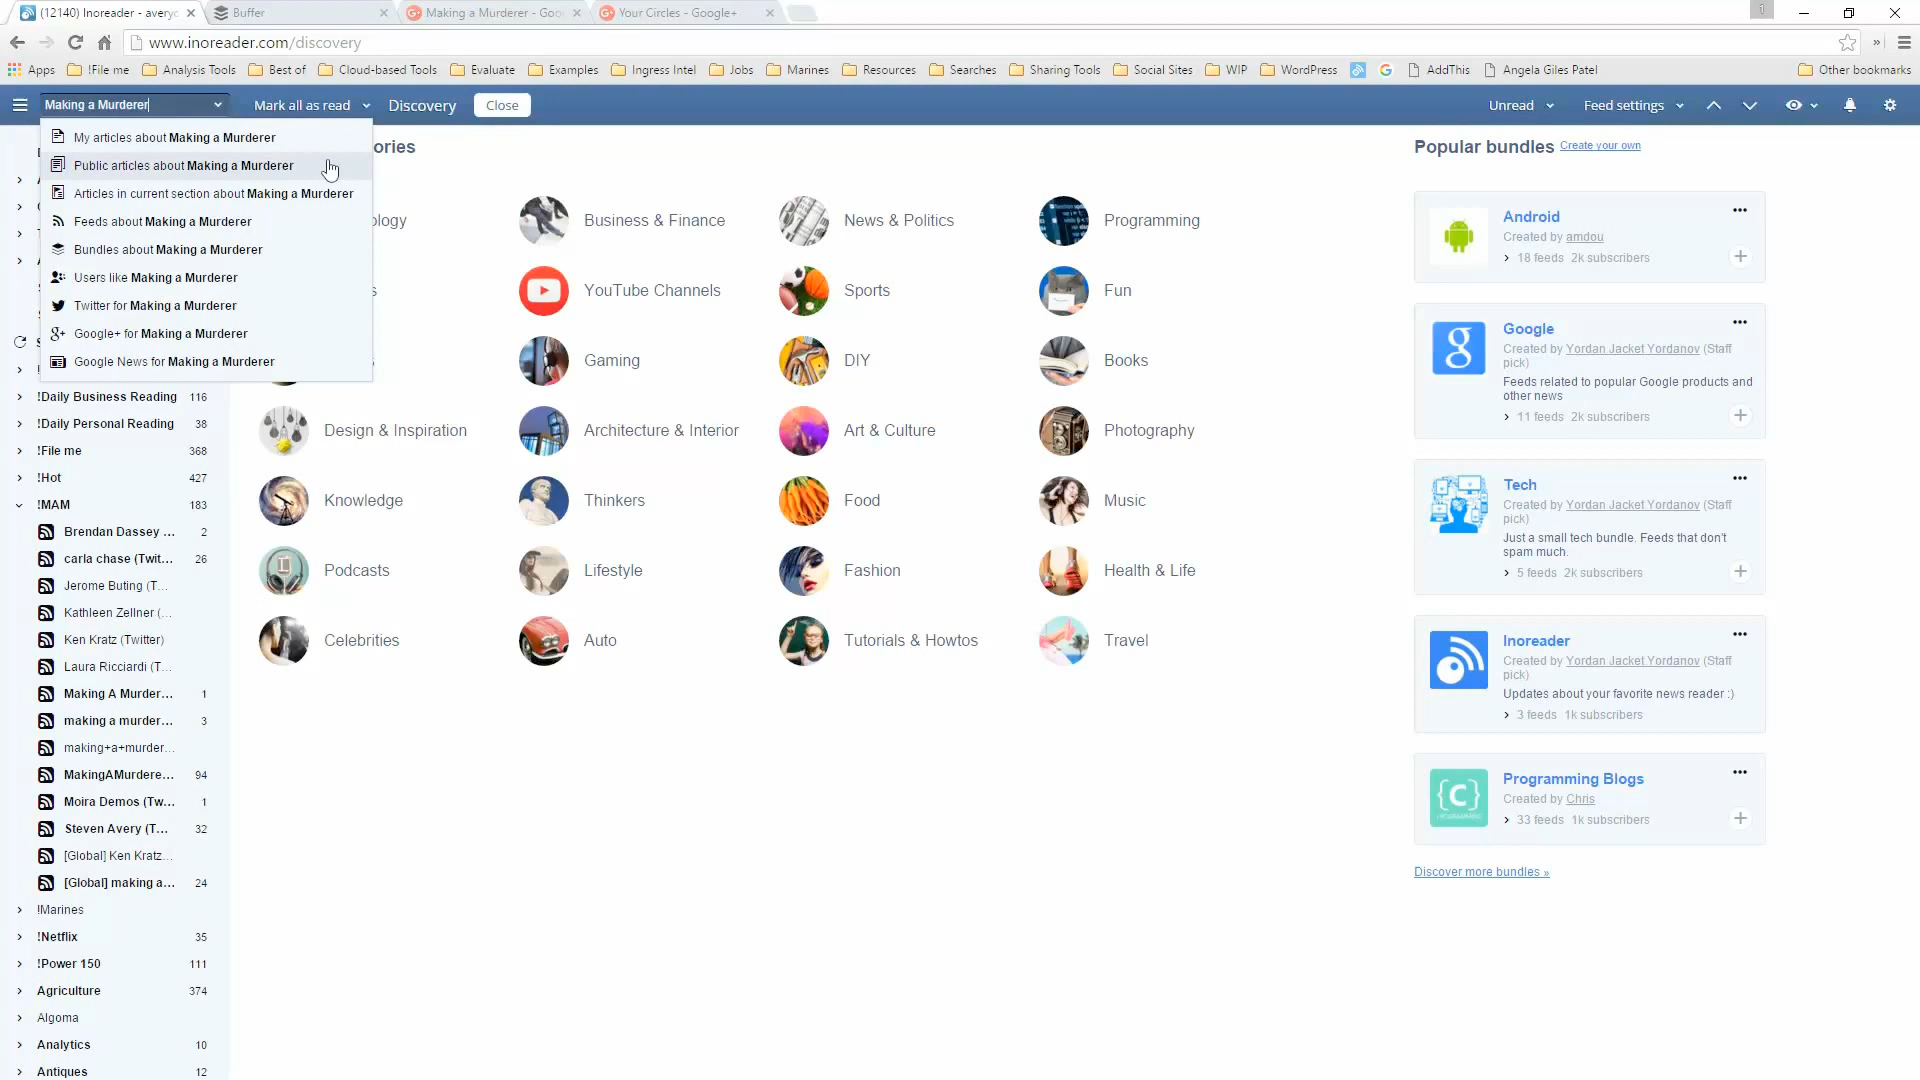 (12140) Inoreader - averyc
Buffer
Making a Murderer - Goo
Your Circles - Google+
1
www.inoreader.com/discovery
Apps
!File me
Analysis Tools
Best of
Cloud-based Tools
Evaluate
Examples
Ingress Intel
Jobs
Marines
Resources
Searches
Sharing Tools
Social Sites
WIP
WordPress
AddThis
Angela Giles Patel
Other bookmarks
Making a Murderer
Mark all as read
Discovery
Close
Unread
Feed settings
My articles about Making a Murderer
Public articles about Making a Murderer
Articles in current section about Making a Murderer
Feeds about Making a Murderer
Bundles about Making a Murderer
Users like Making a Murderer
Twitter for Making a Murderer
Google+ for Making a Murderer
Google News for Making a Murderer
!Daily Business Reading 116
!Daily Personal Reading 38
!File me 368
!Hot 427
!MAM 183
Brendan Dassey ... 2
carla chase (Twit... 26
Jerome Buting (T...
Kathleen Zellner (...
Ken Kratz (Twitter)
Laura Ricciardi (T...
Making A Murder... 1
making a murder... 3
making+a+murder...
MakingAMurdere... 94
Moira Demos (Tw... 1
Steven Avery (T... 32
[Global] Ken Kratz...
[Global] making a... 24
!Marines
!Netflix 35
!Power 150 111
Agriculture 374
Algoma
Analytics 10
Antiques 12
ories
ology
Business & Finance
News & Politics
Programming
s
YouTube Channels
Sports
Fun
Gaming
DIY
Books
Design & Inspiration
Architecture & Interior
Art & Culture
Photography
Knowledge
Thinkers
Food
Music
Podcasts
Lifestyle
Fashion
Health & Life
Celebrities
Auto
Tutorials & Howtos
Travel
Popular bundles Create your own
Android
Created by amdou
18 feeds 2k subscribers
Google
Created by Yordan Jacket Yordanov (Staff
pick)
Feeds related to popular Google products and
other news
11 feeds 2k subscribers
Tech
Created by Yordan Jacket Yordanov (Staff
pick)
Just a small tech bundle. Feeds that don't
spam much.
5 feeds 2k subscribers
Inoreader
Created by Yordan Jacket Yordanov (Staff
pick)
Updates about your favorite news reader :)
3 feeds 1k subscribers
Programming Blogs
Created by Chris
33 feeds 1k subscribers
Discover more bundles »